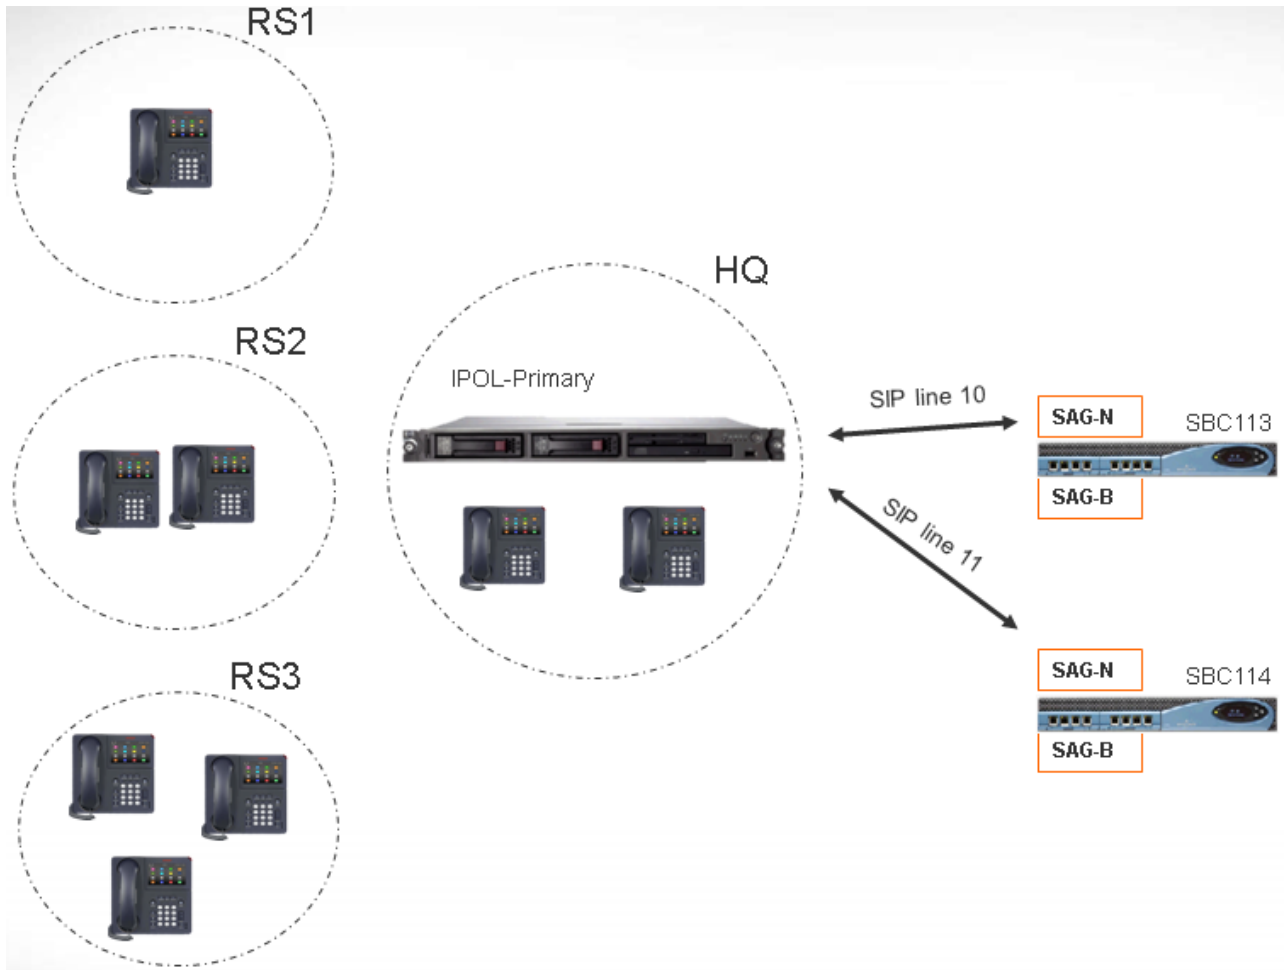 RS1
RS2
RS3
HQ
IPOL-Primary
SIP line 10
SIP line 11
SAG-N
SBC113
SAG-B
SAG-N
SBC114
SAG-B